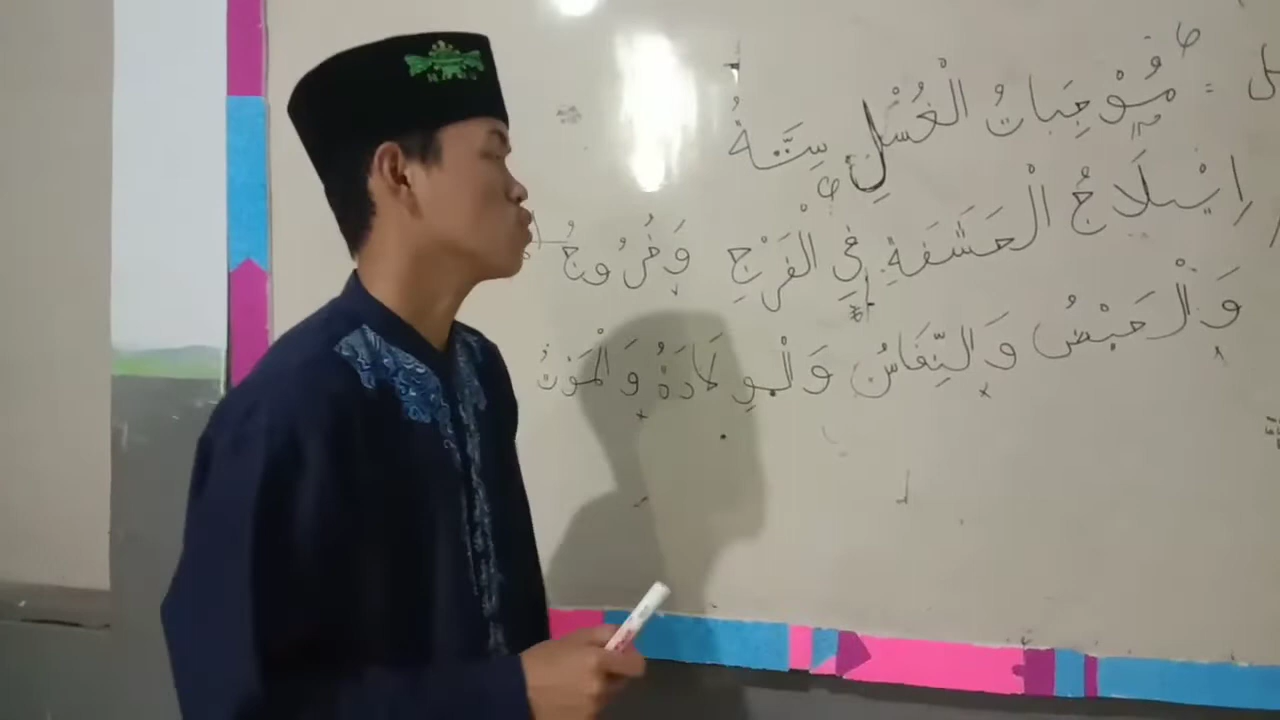 مُوْجِبَاتُ الْغُسْلِ سِتَّةٌ
اِيْلَاجُ الْحَشَفَةِ فِي الْفَرْجِ وَخُرُوجُ
وَالْحَيْضُ وَالنِّفَاسُ وَالْوِلَادَةُ وَالْمَوْتُ